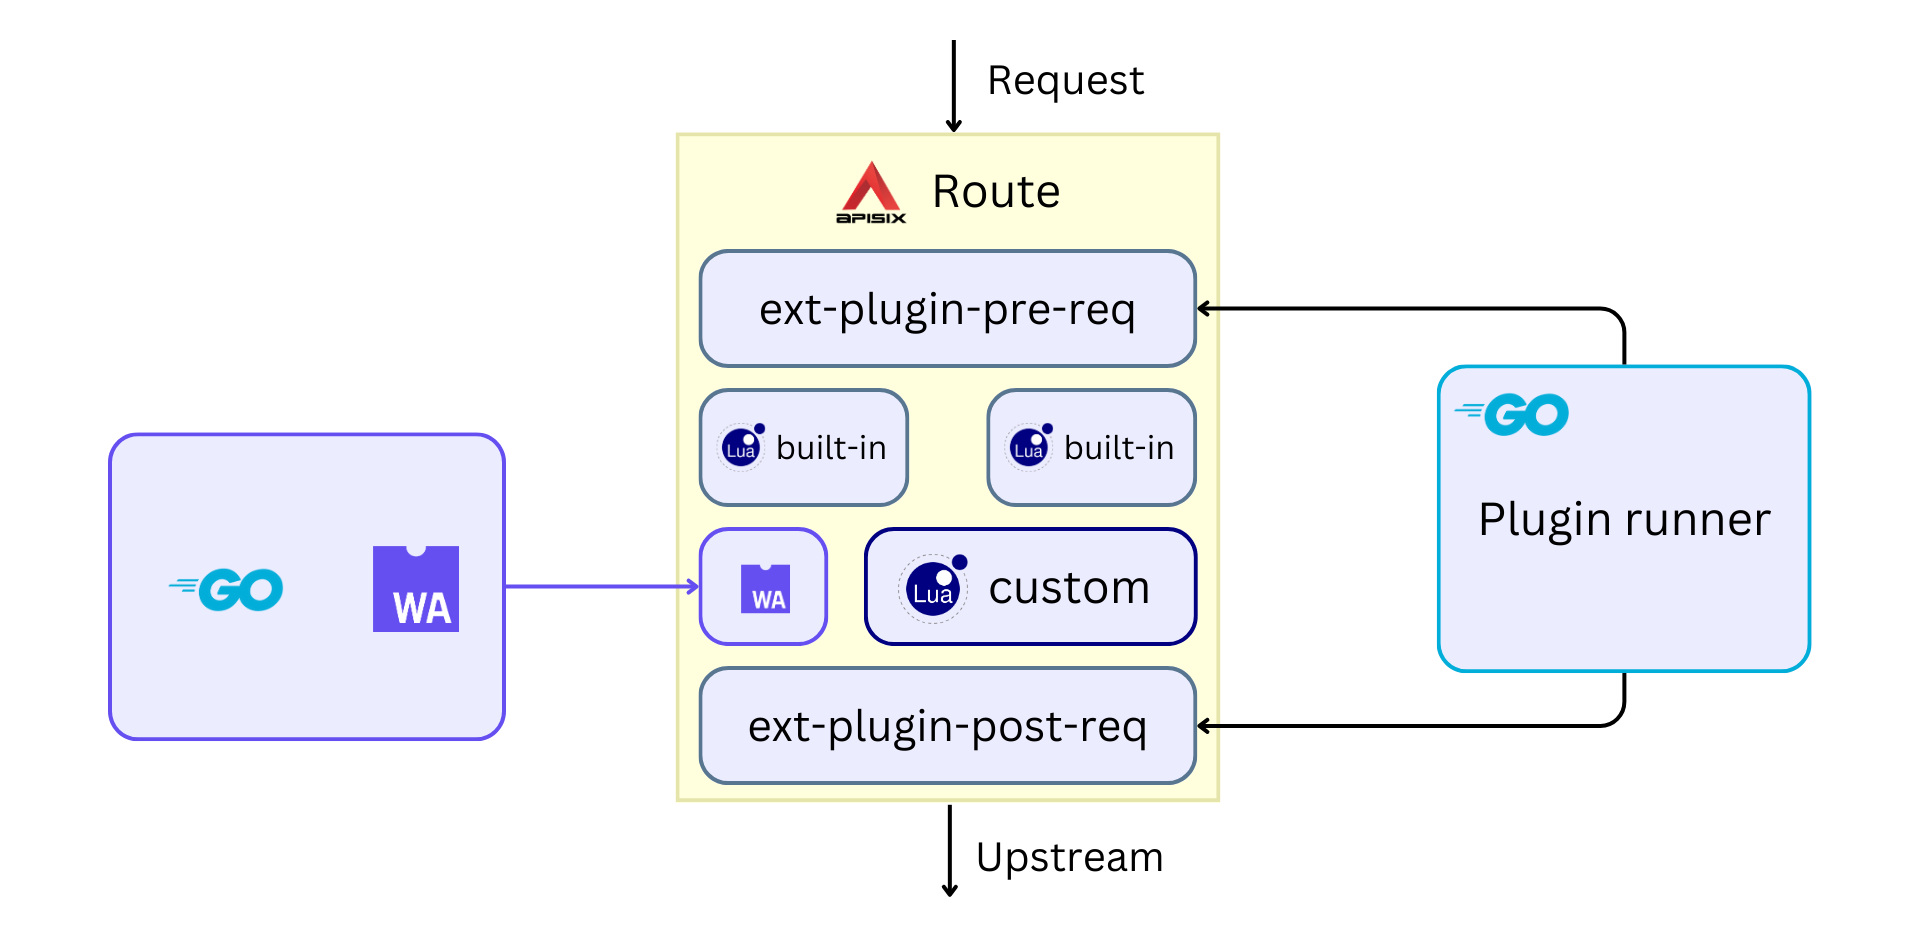 Request
APISIX
Route
ext-plugin-pre-req
Lua
built-in
Lua
built-in
GO
Plugin runner
GO
WA
WA
Lua
custom
ext-plugin-post-req
Upstream